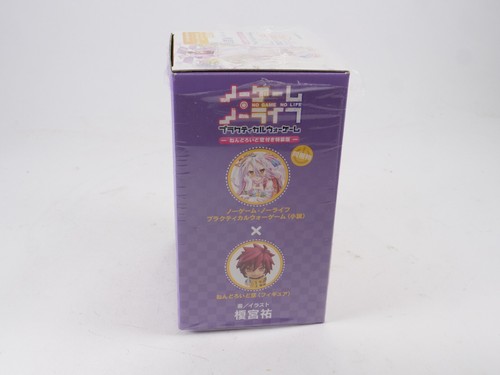 ノーゲーム
NO GAME NO LIFE
ノーライフ
プラクティカルウォーゲーム
ねんどろいど空付き特装版
ノーゲーム・ノーライフ
プラクティカルウォーゲーム(小説)
×
ねんどろいど空(フィギュア)
著/イラスト
榎宮祐